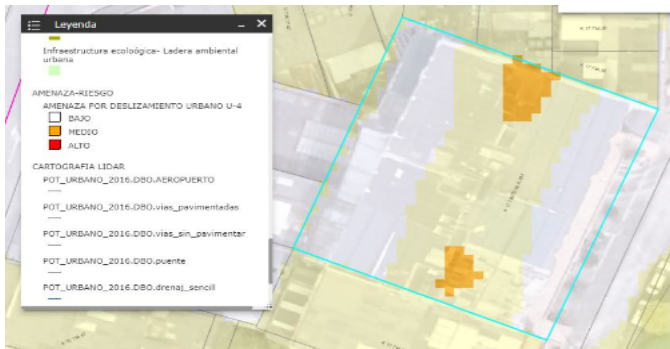 Leyenda
Infraestructura ecoloógica- Ladera ambiental
urbana
AMENAZA-RIESGO
AMENAZA POR DESLIZAMIENTO URBANO U-4
BAJO
MEDIO
ALTO
CARTOGRAFIA LIDAR
POT_URBANO_2016.DBO.AEROPUERTO
POT_URBANO_2016.DBO.vias_pavimentadas
POT_URBANO_2016.DBO.vias_sin_pavimentar
POT_URBANO_2016.DBO.puente
POT_URBANO_2016.DBO.drenaj_sencill